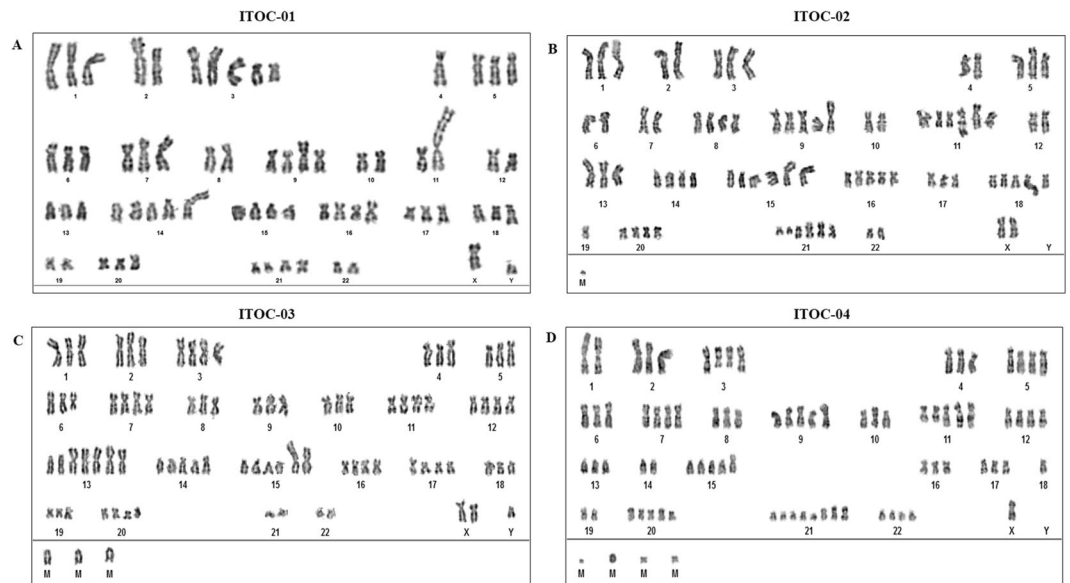 ITOC-01
A
1 2 3 4 5
6 7 8 9 10 11 12
13 14 15 16 17 18
19 20 21 22 X Y
ITOC-02
B
1 2 3 4 5
6 7 8 9 10 11 12
13 14 15 16 17 18
19 20 21 22 X Y
M
ITOC-03
C
1 2 3 4 5
6 7 8 9 10 11 12
13 14 15 16 17 18
19 20 21 22 X Y
M M M
ITOC-04
D
1 2 3 4 5
6 7 8 9 10 11 12
13 14 15 16 17 18
19 20 21 22 X Y
M M M M